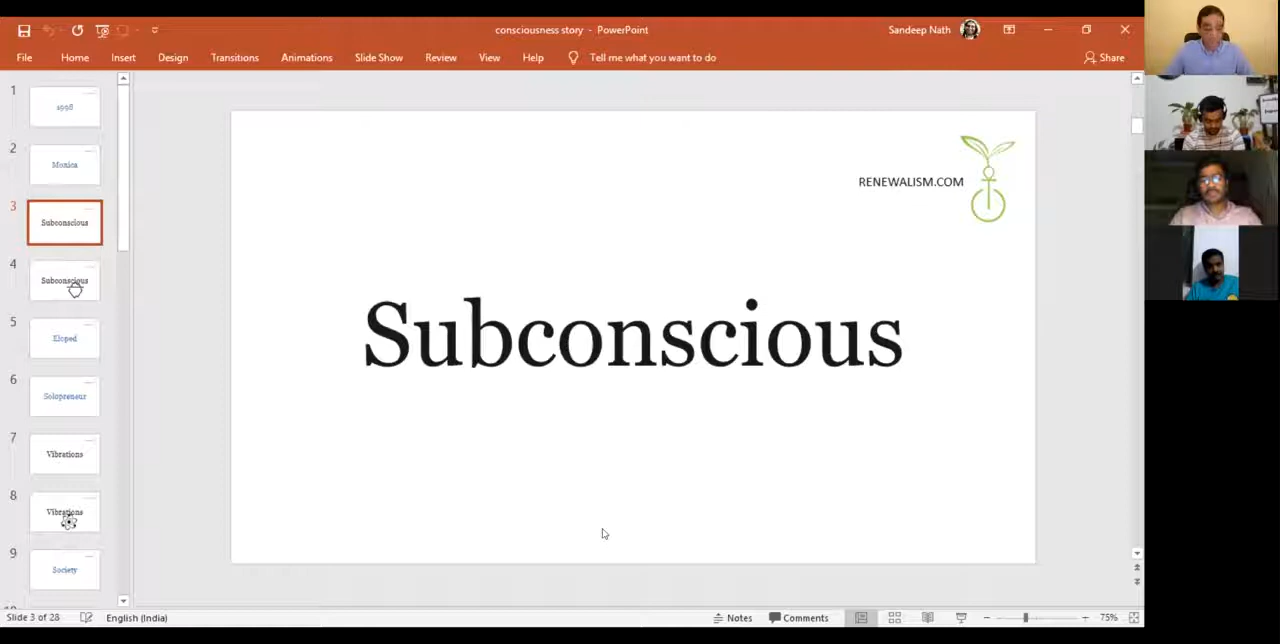 consciousness story - PowerPoint
Sandeep Nath
File Home Insert Design Transitions Animations Slide Show Review View Help Tell me what you want to do Share
1
1998
2
Monica
3
Subconscious
4
Subconscious
5
Eloped
6
Solopreneur
7
Vibrations
8
Vibrations
9
Society
RENEWALISM.COM
Subconscious
Slide 3 of 28 English (India) Notes Comments 75%